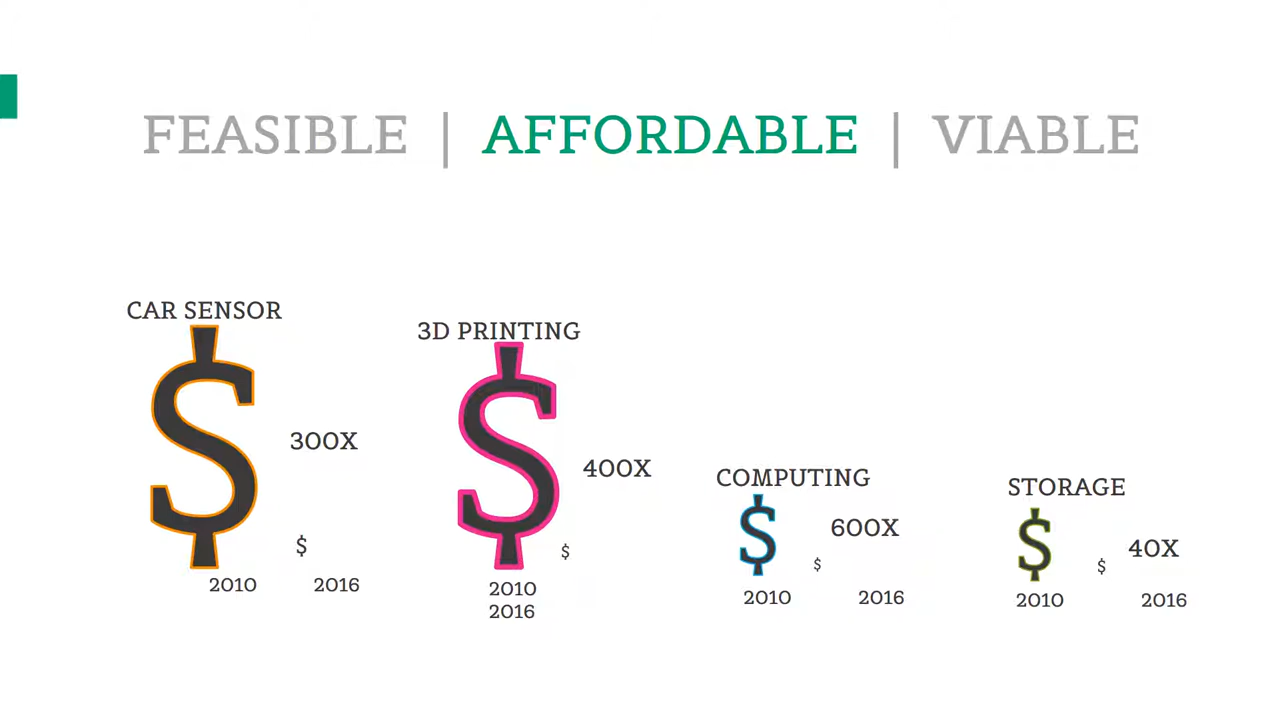 FEASIBLE | AFFORDABLE | VIABLE
CAR SENSOR
$
300X
$
2010 2016
3D PRINTING
$
400X
$
2010
2016
COMPUTING
$
600X
$
2010 2016
STORAGE
$
40X
$
2010 2016